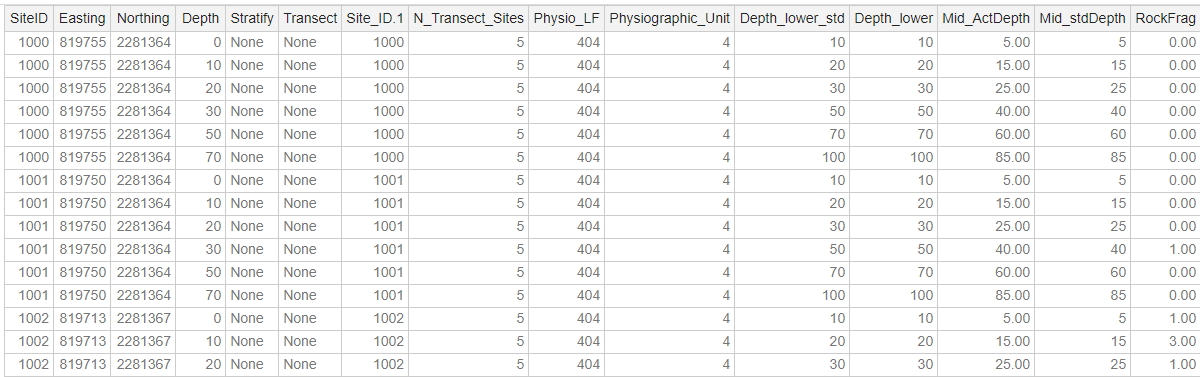 SiteID Easting Northing Depth Stratify Transect Site_ID.1 N_Transect_Sites Physio_LF Physiographic_Unit Depth_lower_std Depth_lower Mid_ActDepth Mid_stdDepth RockFrag
1000 819755 2281364 0 None None 1000 5 404 4 10 10 5.00 5 0.00
1000 819755 2281364 10 None None 1000 5 404 4 20 20 15.00 15 0.00
1000 819755 2281364 20 None None 1000 5 404 4 30 30 25.00 25 0.00
1000 819755 2281364 30 None None 1000 5 404 4 50 50 40.00 40 0.00
1000 819755 2281364 50 None None 1000 5 404 4 70 70 60.00 60 0.00
1000 819755 2281364 70 None None 1000 5 404 4 100 100 85.00 85 0.00
1001 819750 2281364 0 None None 1001 5 404 4 10 10 5.00 5 0.00
1001 819750 2281364 10 None None 1001 5 404 4 20 20 15.00 15 0.00
1001 819750 2281364 20 None None 1001 5 404 4 30 30 25.00 25 0.00
1001 819750 2281364 30 None None 1001 5 404 4 50 50 40.00 40 1.00
1001 819750 2281364 50 None None 1001 5 404 4 70 70 60.00 60 0.00
1001 819750 2281364 70 None None 1001 5 404 4 100 100 85.00 85 0.00
1002 819713 2281367 0 None None 1002 5 404 4 10 10 5.00 5 1.00
1002 819713 2281367 10 None None 1002 5 404 4 20 20 15.00 15 3.00
1002 819713 2281367 20 None None 1002 5 404 4 30 30 25.00 25 1.00